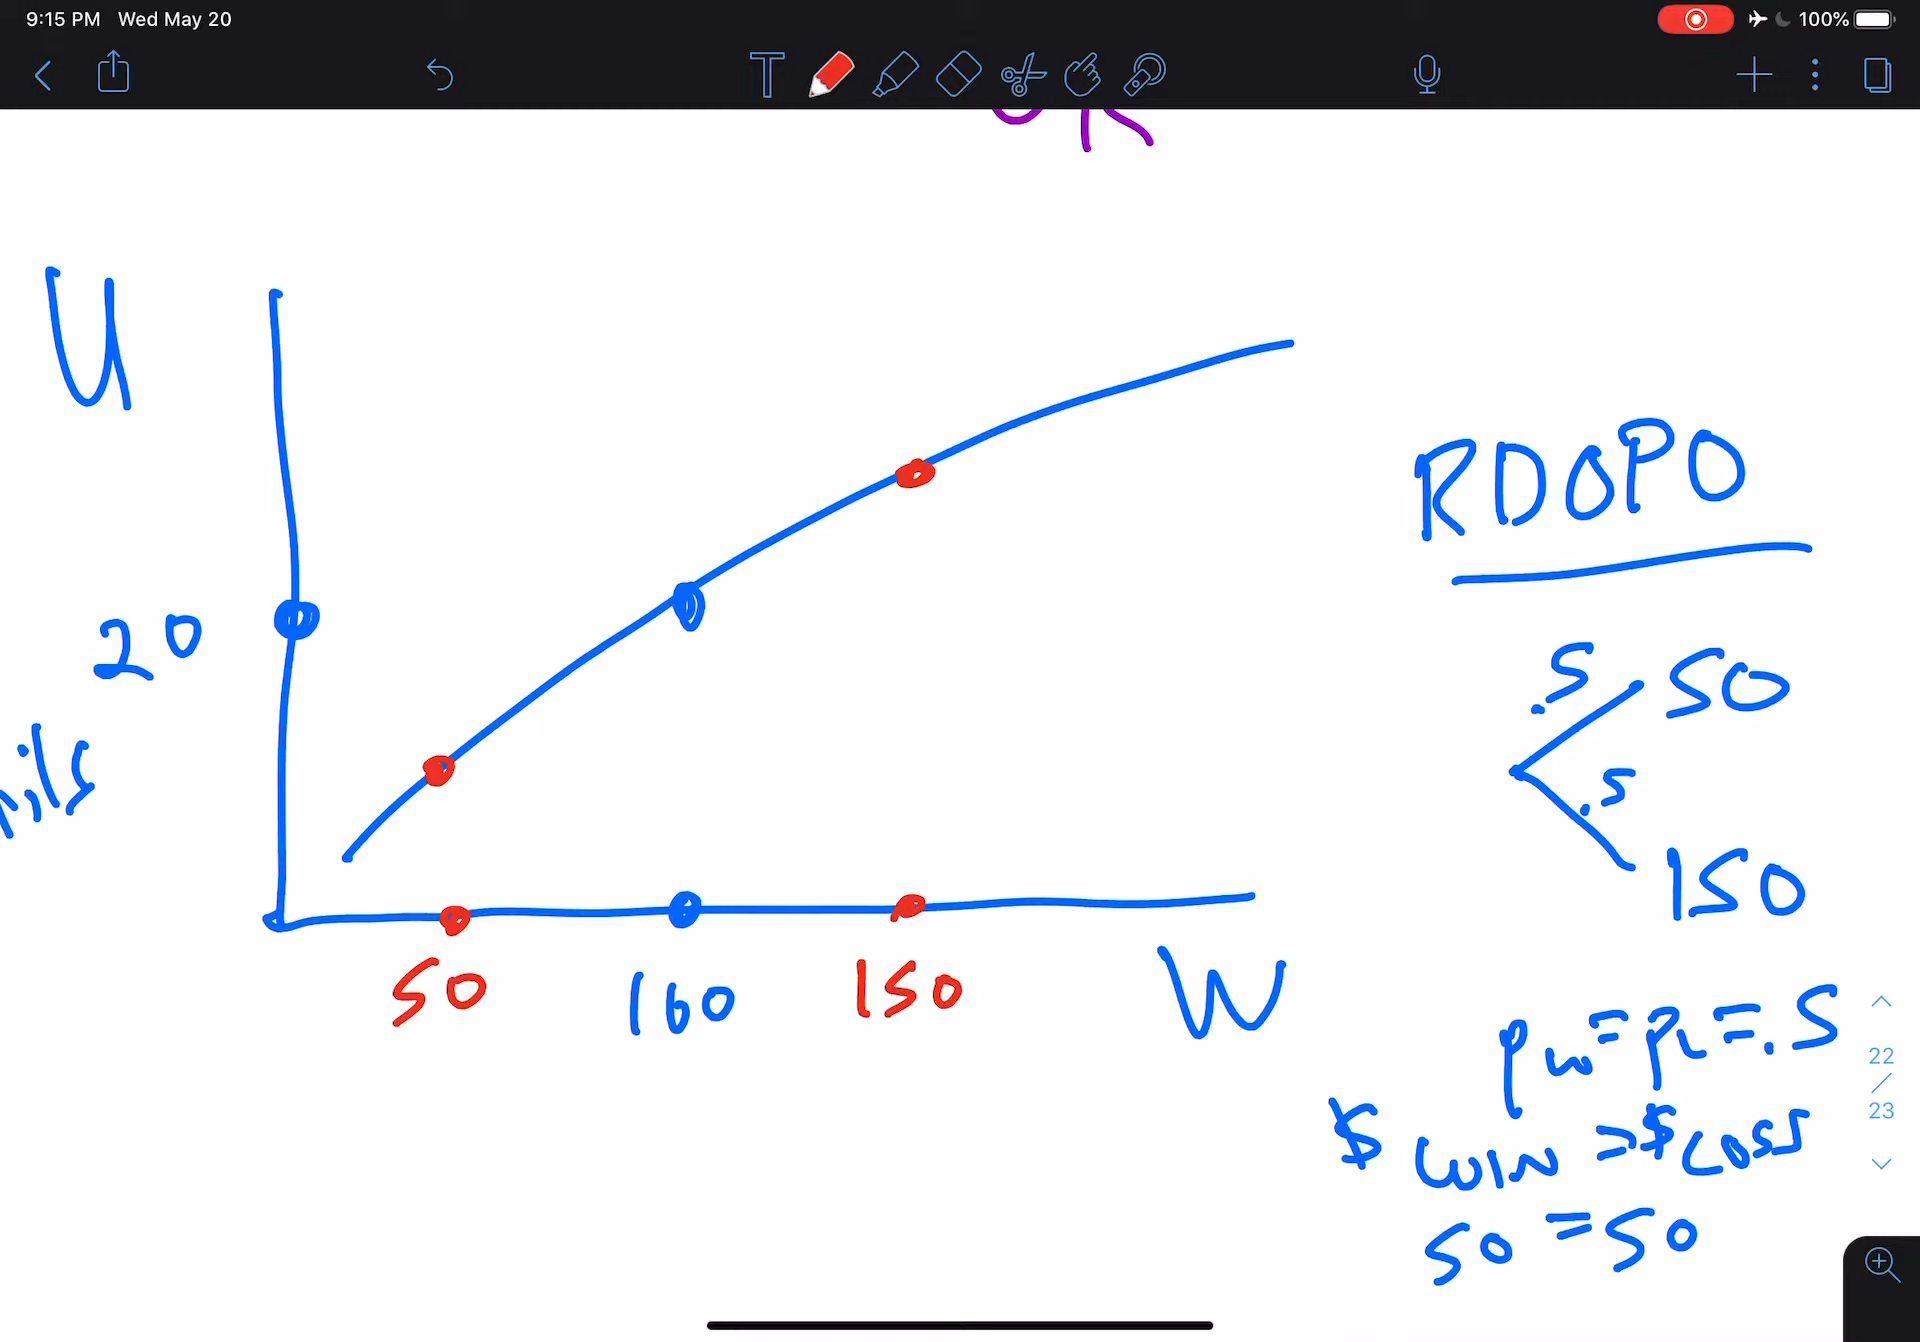 9:15 PM Wed May 20
100%
T
U
RDOPO
20
.5 50
.5
150
50 100 150 W
Pw = PL = .5
$ WIN = $ LOSS
50 = 50
22
/
23